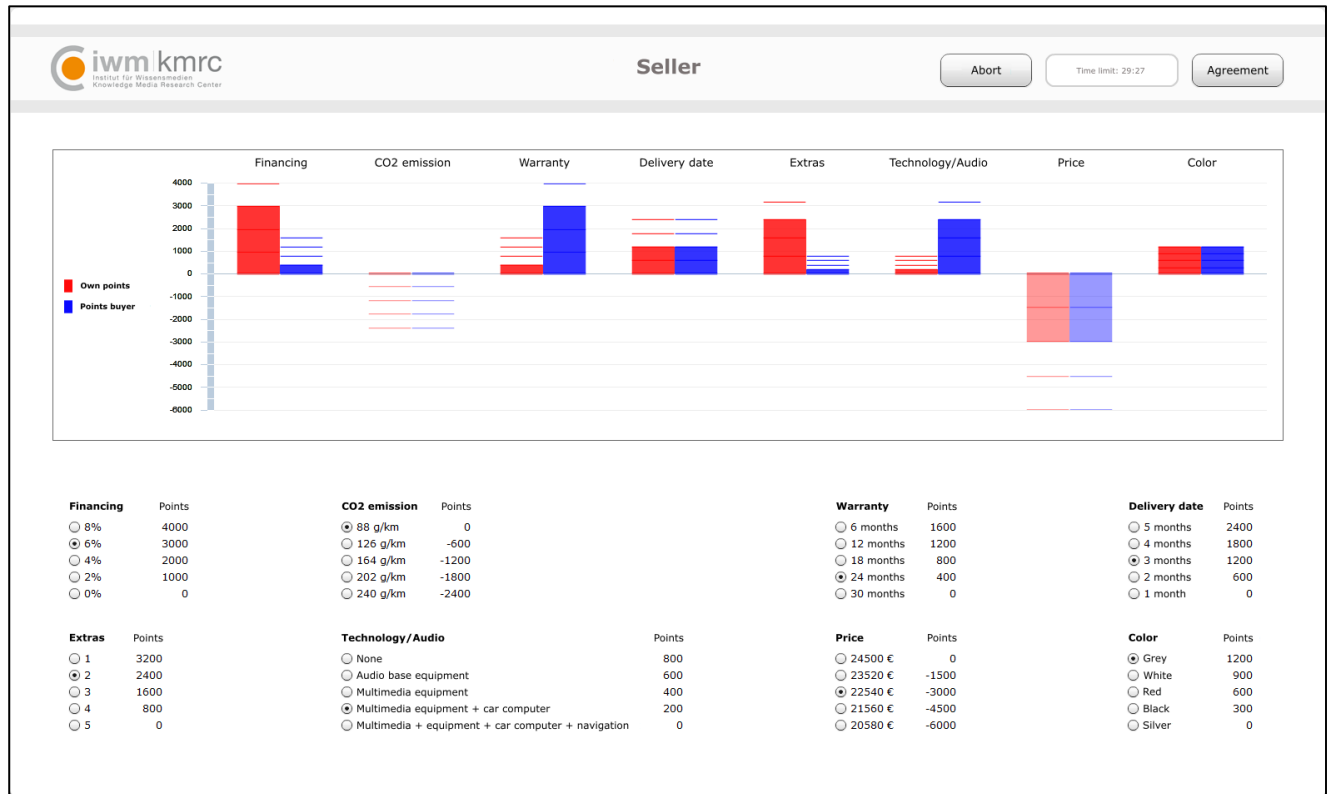 iwm|kmrc
Institut für Wissensmedien
Knowledge Media Research Center
Seller
Abort
Time limit: 29:27
Agreement
Financing CO2 emission Warranty Delivery date Extras Technology/Audio Price Color
4000
3000
2000
1000
0
-1000
-2000
-3000
-4000
-5000
-6000
Own points
Points buyer
Financing Points
8% 4000
6% 3000
4% 2000
2% 1000
0% 0
CO2 emission Points
88 g/km 0
126 g/km -600
164 g/km -1200
202 g/km -1800
240 g/km -2400
Warranty Points
6 months 1600
12 months 1200
18 months 800
24 months 400
30 months 0
Delivery date Points
5 months 2400
4 months 1800
3 months 1200
2 months 600
1 month 0
Extras Points
1 3200
2 2400
3 1600
4 800
5 0
Technology/Audio Points
None 800
Audio base equipment 600
Multimedia equipment 400
Multimedia equipment + car computer 200
Multimedia + equipment + car computer + navigation 0
Price Points
24500 € 0
23520 € -1500
22540 € -3000
21560 € -4500
20580 € -6000
Color Points
Grey 1200
White 900
Red 600
Black 300
Silver 0